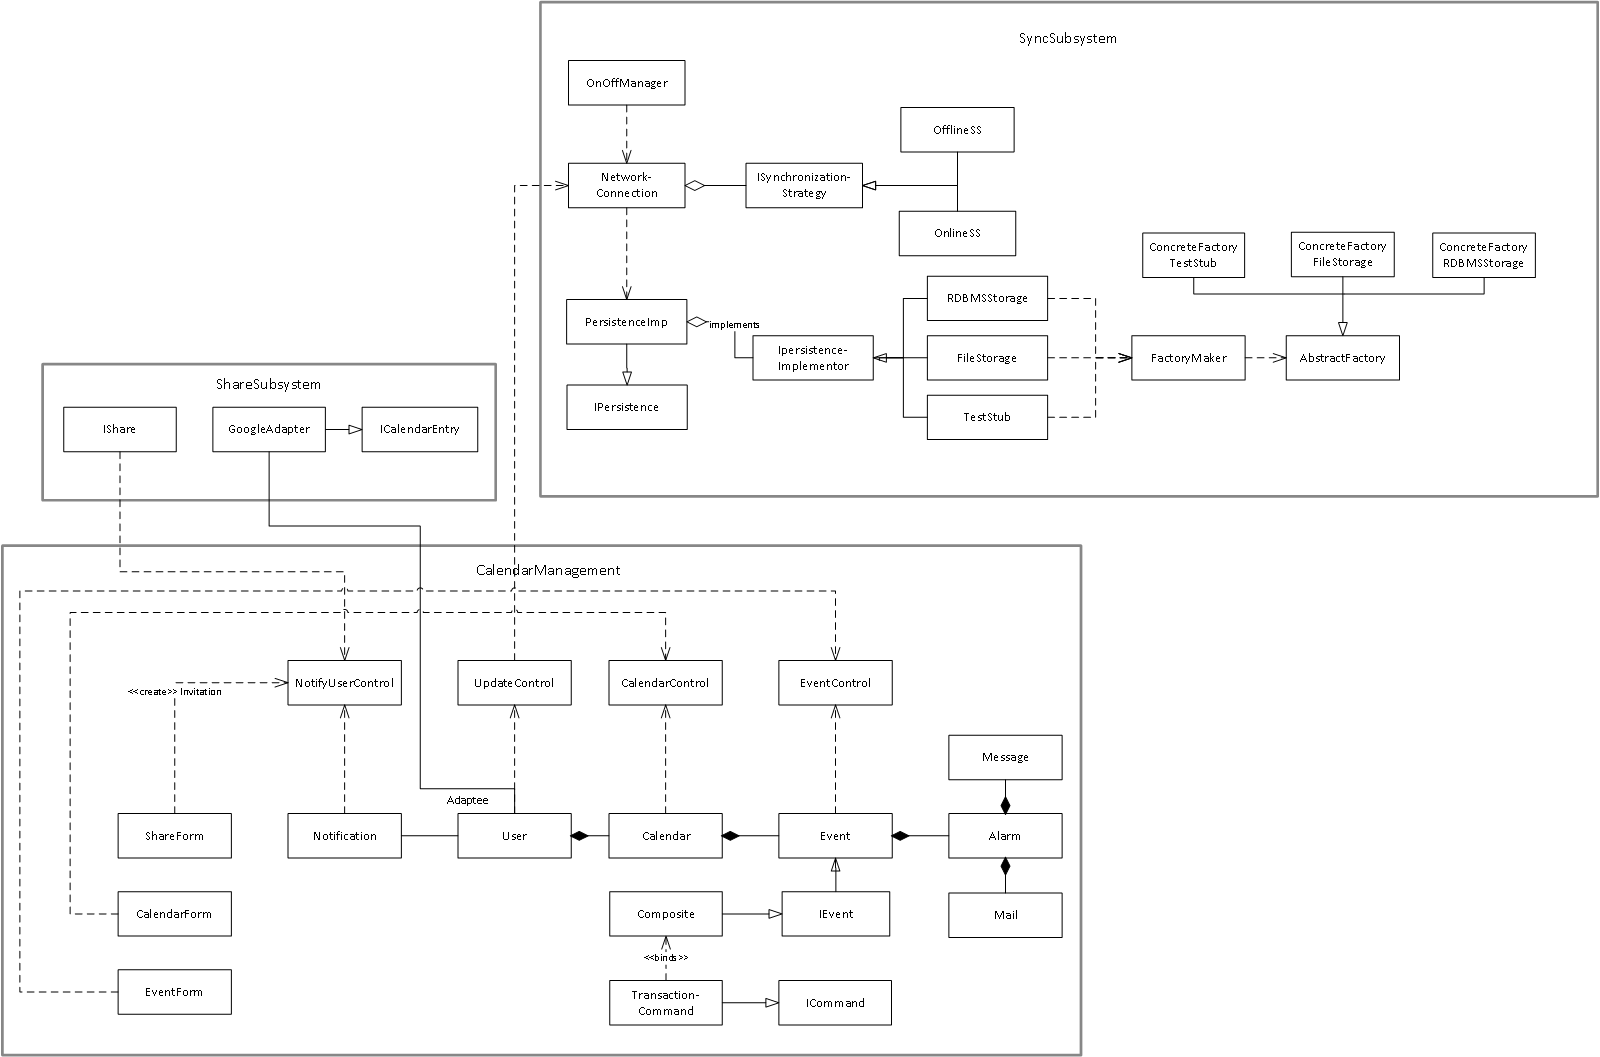 SyncSubsystem
OnOffManager
OfflineSS
Network-
Connection
ISynchronization-
Strategy
OnlineSS
ConcreteFactory
TestStub
ConcreteFactory
FileStorage
ConcreteFactory
RDBMSStorage
RDBMSStorage
PersistenceImp
implements
Ipersistence-
Implementor
FileStorage
FactoryMaker
AbstractFactory
IPersistence
TestStub
ShareSubsystem
IShare
GoogleAdapter
ICalendarEntry
CalendarManagement
NotifyUserControl
UpdateControl
CalendarControl
EventControl
<<create>> Invitation
Message
Adaptee
ShareForm
Notification
User
Calendar
Event
Alarm
CalendarForm
Composite
IEvent
Mail
<<binds>>
EventForm
Transaction-
Command
ICommand